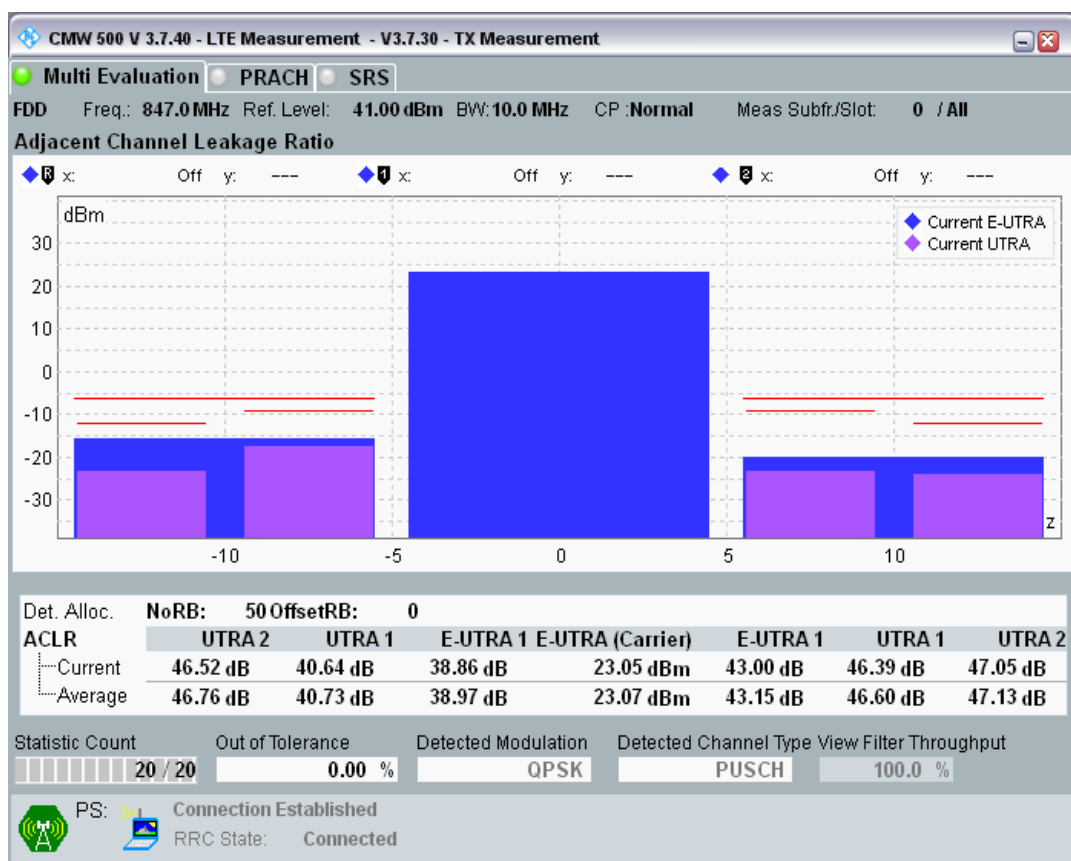 CMW 500 V 3.7.40 - LTE Measurement - V3.7.30 - TX Measurement
Multi Evaluation PRACH SRS
FDD Freq.: 847.0 MHz Ref. Level: 41.00 dBm BW: 10.0 MHz CP :Normal Meas Subfr./Slot: 0 / All
Adjacent Channel Leakage Ratio
R x: Off y: --- 1 x: Off y: --- 2 x: Off y: ---
dBm
Current E-UTRA
Current UTRA
30
20
10
0
-10
-20
-30
z
-10 -5 0 5 10
Det. Alloc. NoRB: 50 OffsetRB: 0
ACLR UTRA 2 UTRA 1 E-UTRA 1 E-UTRA (Carrier) E-UTRA 1 UTRA 1 UTRA 2
Current 46.52 dB 40.64 dB 38.86 dB 23.05 dBm 43.00 dB 46.39 dB 47.05 dB
Average 46.76 dB 40.73 dB 38.97 dB 23.07 dBm 43.15 dB 46.60 dB 47.13 dB
Statistic Count Out of Tolerance Detected Modulation Detected Channel Type View Filter Throughput
20 / 20 0.00 % QPSK PUSCH 100.0 %
PS: Connection Established
RRC State: Connected